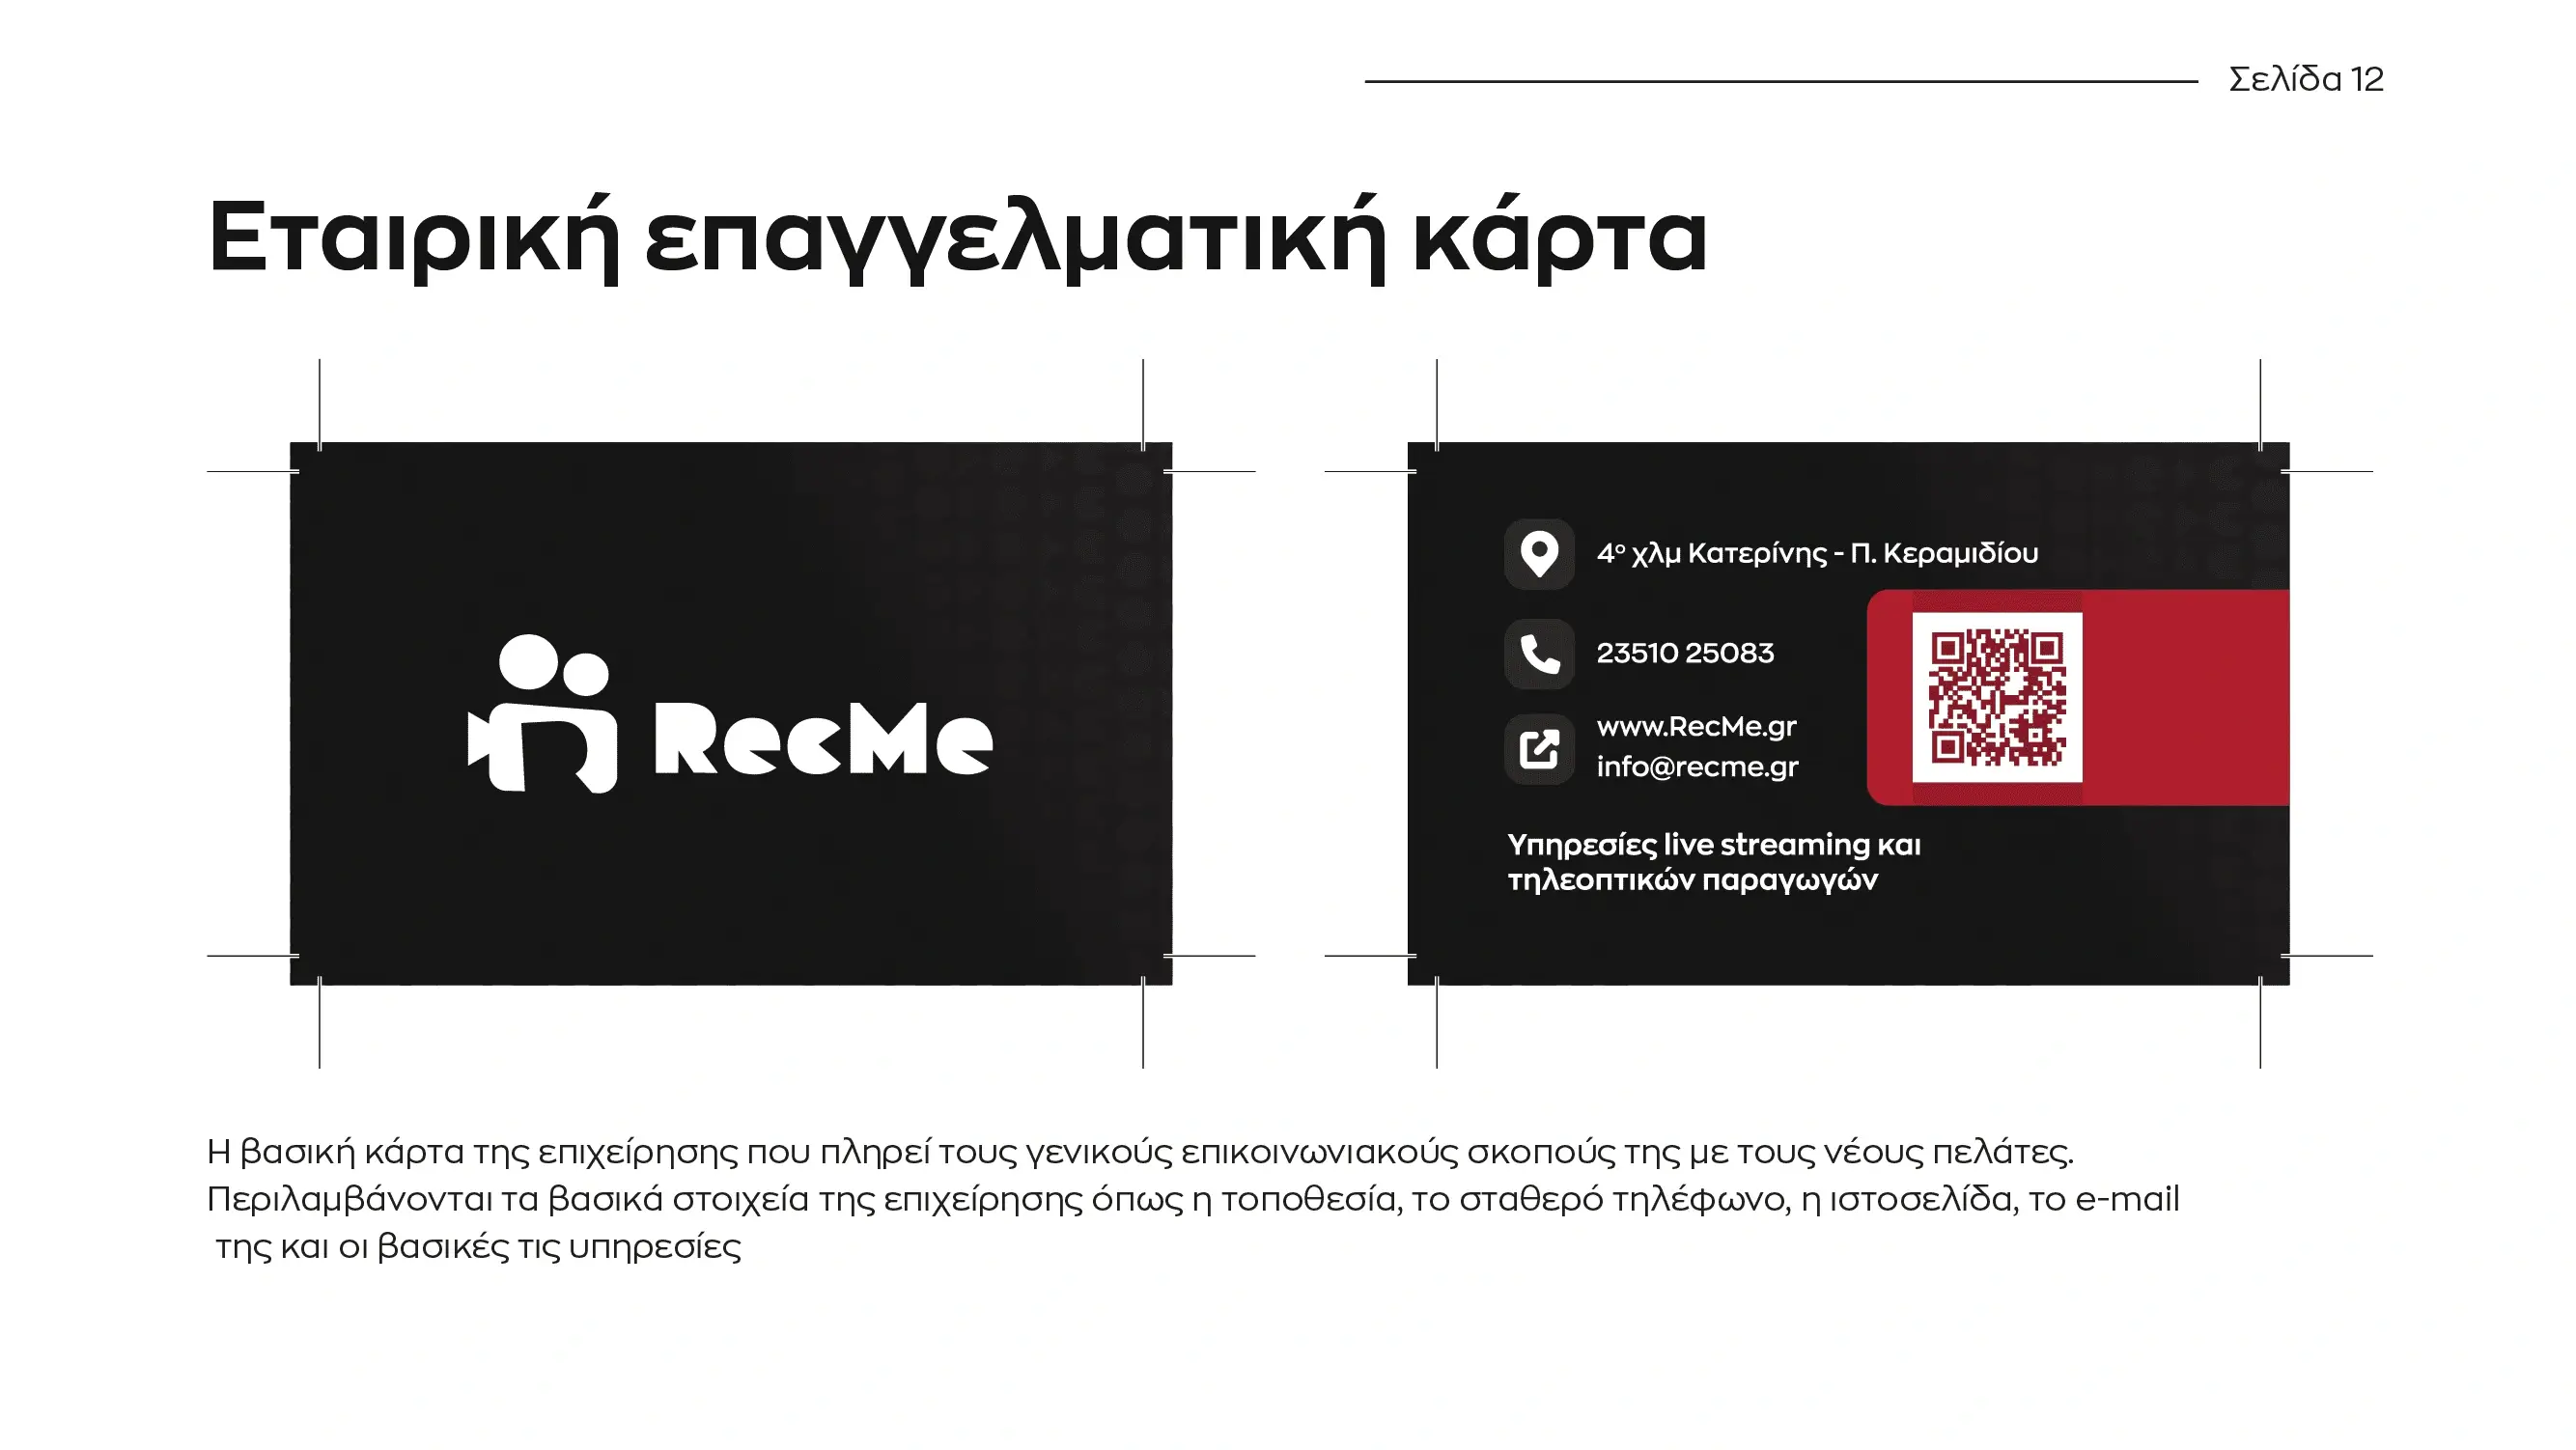 Σελίδα 12
Εταιρική επαγγελματική κάρτα
RecMe
4ο χλμ Κατερίνης - Π. Κεραμιδίου
23510 25083
www.RecMe.gr
info@recme.gr
Υπηρεσίες live streaming και
τηλεοπτικών παραγωγών
Η βασική κάρτα της επιχείρησης που πληρεί τους γενικούς επικοινωνιακούς σκοπούς της με τους νέους πελάτες.
Περιλαμβάνονται τα βασικά στοιχεία της επιχείρησης όπως η τοποθεσία, το σταθερό τηλέφωνο, η ιστοσελίδα, το e-mail
της και οι βασικές τις υπηρεσίες